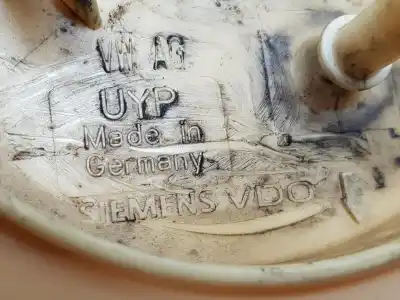 VW AG
UYP
Made in
Germany
SIEMENS VDO